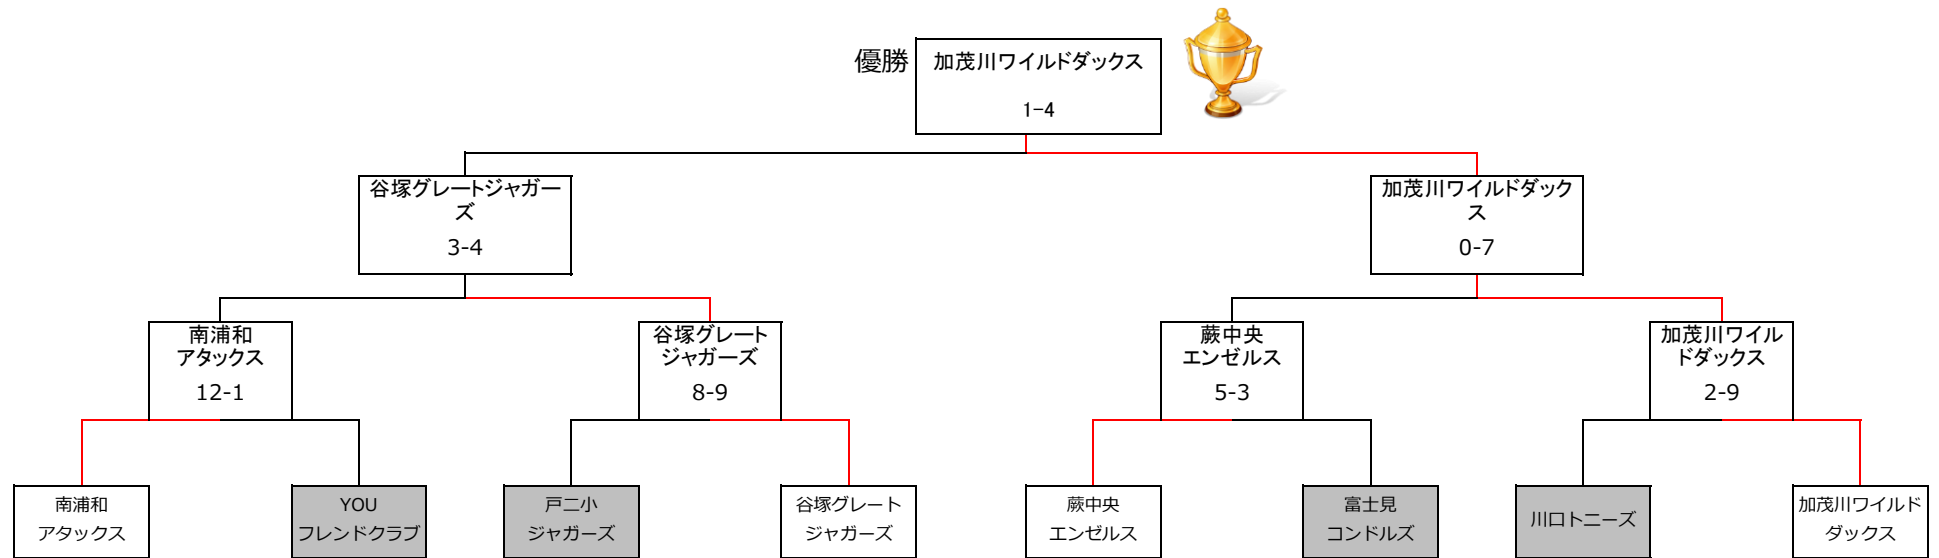 優勝
加茂川ワイルドダックス
1-4
谷塚グレートジャガー
ズ
3-4
加茂川ワイルドダック
ス
0-7
南浦和
アタックス
12-1
谷塚グレート
ジャガーズ
8-9
蕨中央
エンゼルス
5-3
加茂川ワイル
ドダックス
2-9
南浦和
アタックス
YOU
フレンドクラブ
戸二小
ジャガーズ
谷塚グレート
ジャガーズ
蕨中央
エンゼルス
富士見
コンドルズ
川口トニーズ
加茂川ワイルド
ダックス